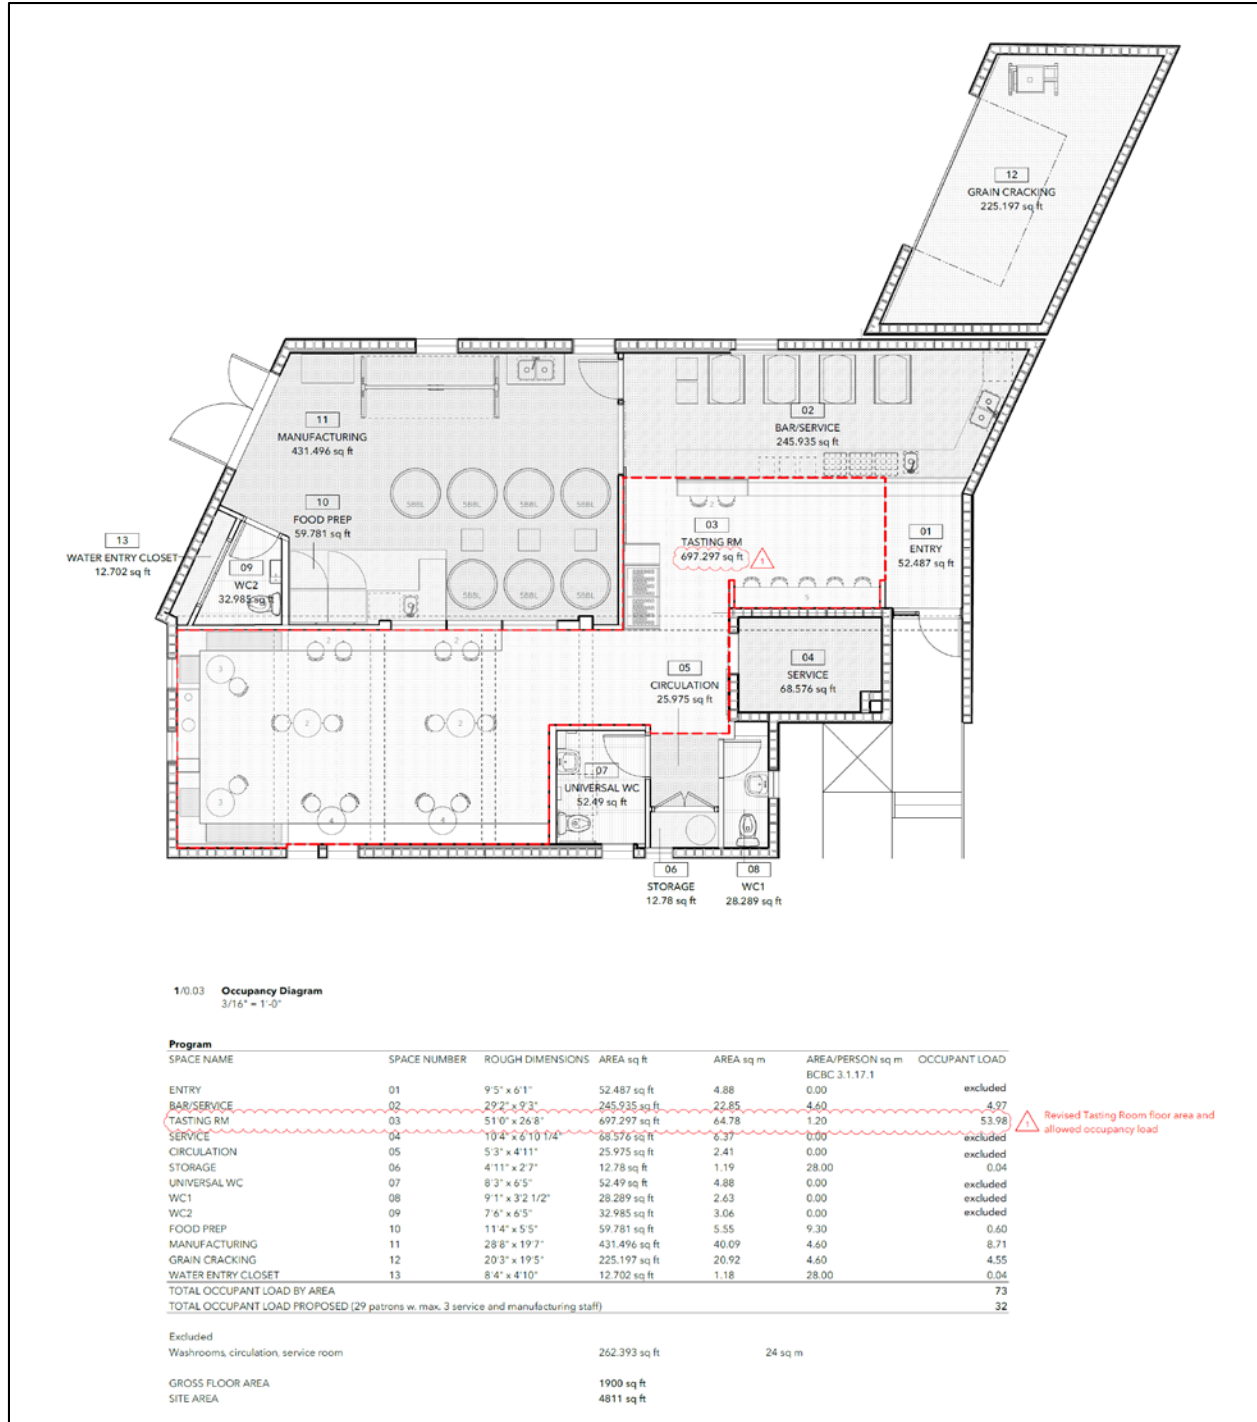 12
GRAIN CRACKING
225.197 sq ft
11
MANUFACTURING
431.496 sq ft
02
BAR/SERVICE
245.935 sq ft
5BBL
5BBL
5BBL
5BBL
10
FOOD PREP
59.781 sq ft
2
03
TASTING RM
697.297 sq ft
1
01
ENTRY
52.487 sq ft
13
WATER ENTRY CLOSET
12.702 sq ft
09
WC2
32.985 sq ft
5BBL
5BBL
5BBL
5
2
2
3
04
SERVICE
68.576 sq ft
05
CIRCULATION
25.975 sq ft
2
2
07
UNIVERSAL WC
52.49 sq ft
3
4
4
06
STORAGE
12.78 sq ft
08
WC1
28.289 sq ft
1/0.03 Occupancy Diagram
3/16" = 1'-0"
Program
SPACE NAME SPACE NUMBER ROUGH DIMENSIONS AREA sq ft AREA sq m AREA/PERSON sq m OCCUPANT LOAD
BCBC 3.1.17.1
ENTRY 01 9'5" x 6'1" 52.487 sq ft 4.88 0.00 excluded
BAR/SERVICE 02 29'2" x 9'3" 245.935 sq ft 22.85 4.60 4.97
TASTING RM 03 51'0" x 26'8" 697.297 sq ft 64.78 1.20 53.98
1 Revised Tasting Room floor area and
allowed occupancy load
SERVICE 04 10'4" x 6'10 1/4" 68.576 sq ft 6.37 0.00 excluded
CIRCULATION 05 5'3" x 4'11" 25.975 sq ft 2.41 0.00 excluded
STORAGE 06 4'11" x 2'7" 12.78 sq ft 1.19 28.00 0.04
UNIVERSAL WC 07 8'3" x 6'5" 52.49 sq ft 4.88 0.00 excluded
WC1 08 9'1" x 3'2 1/2" 28.289 sq ft 2.63 0.00 excluded
WC2 09 7'6" x 6'5" 32.985 sq ft 3.06 0.00 excluded
FOOD PREP 10 11'4" x 5'5" 59.781 sq ft 5.55 9.30 0.60
MANUFACTURING 11 28'8" x 19'7" 431.496 sq ft 40.09 4.60 8.71
GRAIN CRACKING 12 20'3" x 19'5" 225.197 sq ft 20.92 4.60 4.55
WATER ENTRY CLOSET 13 8'4" x 4'10" 12.702 sq ft 1.18 28.00 0.04
TOTAL OCCUPANT LOAD BY AREA 73
TOTAL OCCUPANT LOAD PROPOSED (29 patrons w. max. 3 service and manufacturing staff) 32
Excluded
Washrooms, circulation, service room 262.393 sq ft 24 sq m
GROSS FLOOR AREA 1900 sq ft
SITE AREA 4811 sq ft